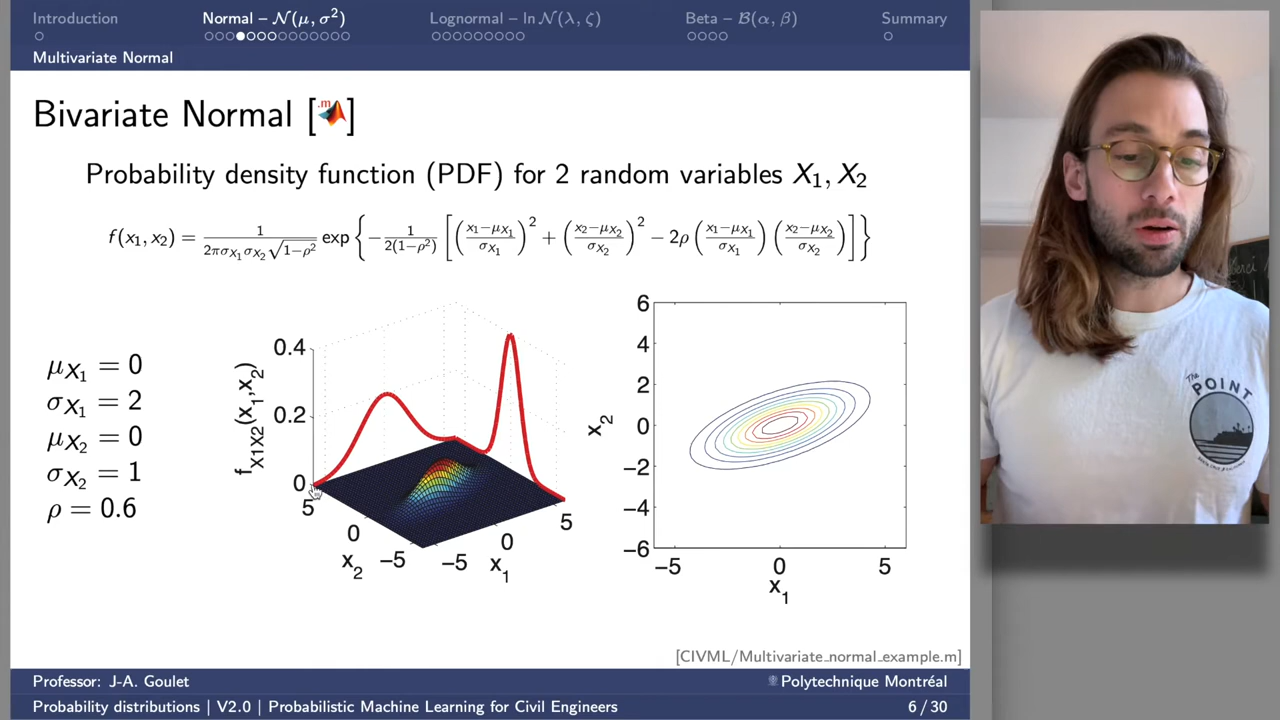 Introduction
Normal – 𝒩(μ, σ²)
Lognormal – ln 𝒩(λ, ζ)
Beta – ℬ(α, β)
Summary
Multivariate Normal
Bivariate Normal [.m]
Probability density function (PDF) for 2 random variables X₁, X₂
f(x₁, x₂) = 1/(2πσ_X₁σ_X₂√(1−ρ²)) exp{−1/(2(1−ρ²)) [((x₁−μ_X₁)/σ_X₁)² + ((x₂−μ_X₂)/σ_X₂)² − 2ρ((x₁−μ_X₁)/σ_X₁)((x₂−μ_X₂)/σ_X₂)]}
μ_X₁ = 0
σ_X₁ = 2
μ_X₂ = 0
σ_X₂ = 1
ρ = 0.6
f_X1X2(x₁,x₂)
0.4
0.2
0
5
0
−5
x₂
−5
0
5
x₁
6
4
2
0
−2
−4
−6
x₂
−5
0
5
x₁
[CIVML/Multivariate_normal_example.m]
Professor: J-A. Goulet
Polytechnique Montréal
Probability distributions | V2.0 | Probabilistic Machine Learning for Civil Engineers
6 / 30
The
POINT